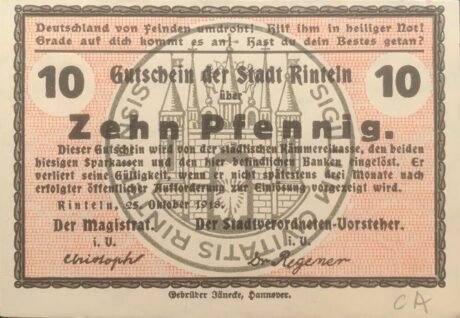 Deutschland von Feinden umdroht! Hilf ihm in heiliger Not!
Grade auf dich kommt es an! - Hast du dein Bestes getan?
10 Gutschein der Stadt Rinteln 10
über
Zehn Pfennig.
Dieser Gutschein wird von der städtischen Kämmereikasse, den beiden
hiesigen Sparkassen und den hier befindlichen Banken eingelöst. Er
verliert seine Gültigkeit, wenn er nicht spätestens drei Monate nach
erfolgter öffentlicher Aufforderung zur Einlösung vorgezeigt wird.
Rinteln, 25. Oktober 1918.
Der Magistrat. Der Stadtverordneten-Vorsteher.
i. V. i. V.
Christoph Dr. Regener
Gebrüder Jänecke, Hannover.
CA